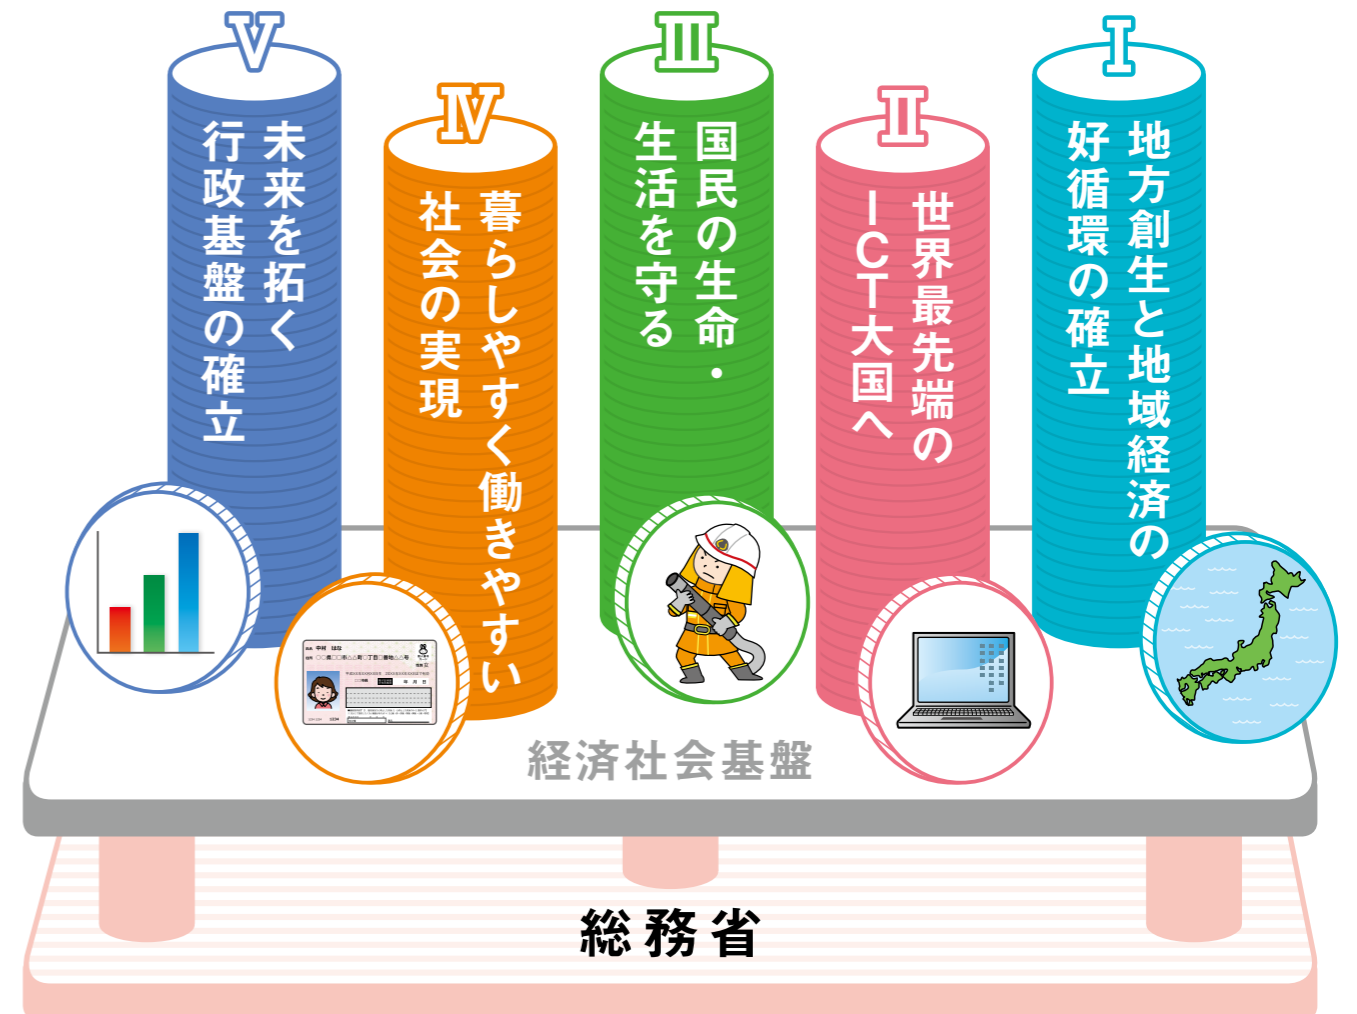 Ⅰ
地方創生と地域経済の
好循環の確立
Ⅱ
世界最先端の
ICT大国へ
Ⅲ
国民の生命・
生活を守る
Ⅳ
暮らしやすく働きやすい
社会の実現
Ⅴ
未来を拓く
行政基盤の確立
中村 はな
経済社会基盤
総務省